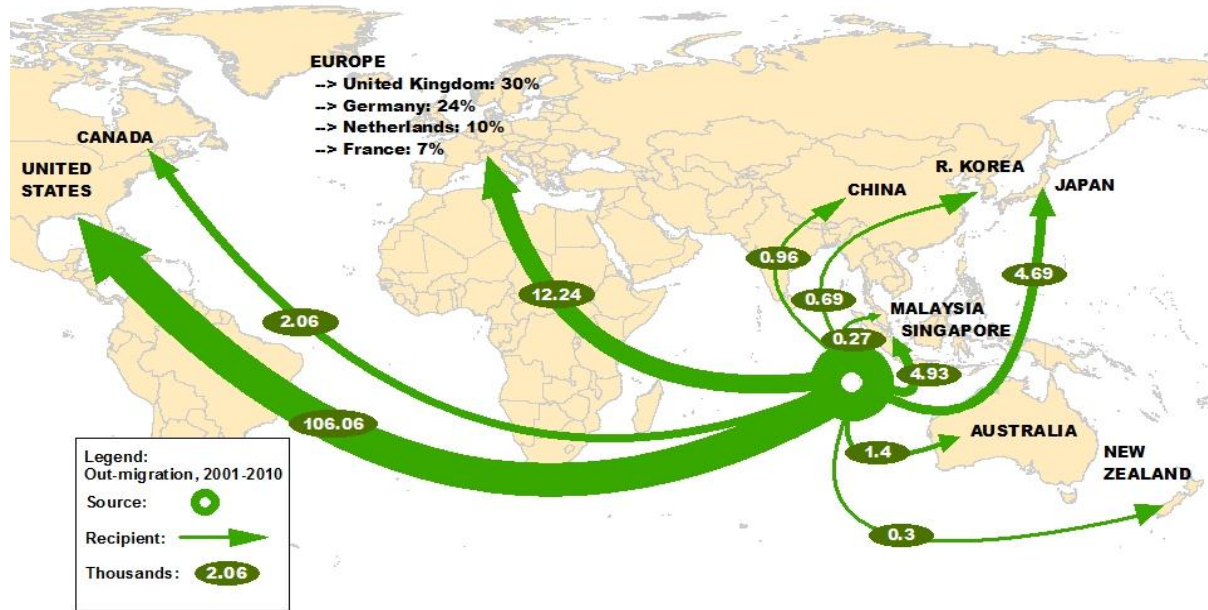 EUROPE
--> United Kingdom: 30%
--> Germany: 24%
--> Netherlands: 10%
--> France: 7%
CANADA
UNITED
STATES
R. KOREA
CHINA
JAPAN
0.96
4.69
12.24
0.69
MALAYSIA
2.06
SINGAPORE
0.27
4.93
106.06
AUSTRALIA
1.4
NEW
ZEALAND
0.3
Legend:
Out-migration, 2001-2010
Source:
Recipient:
Thousands: 2.06